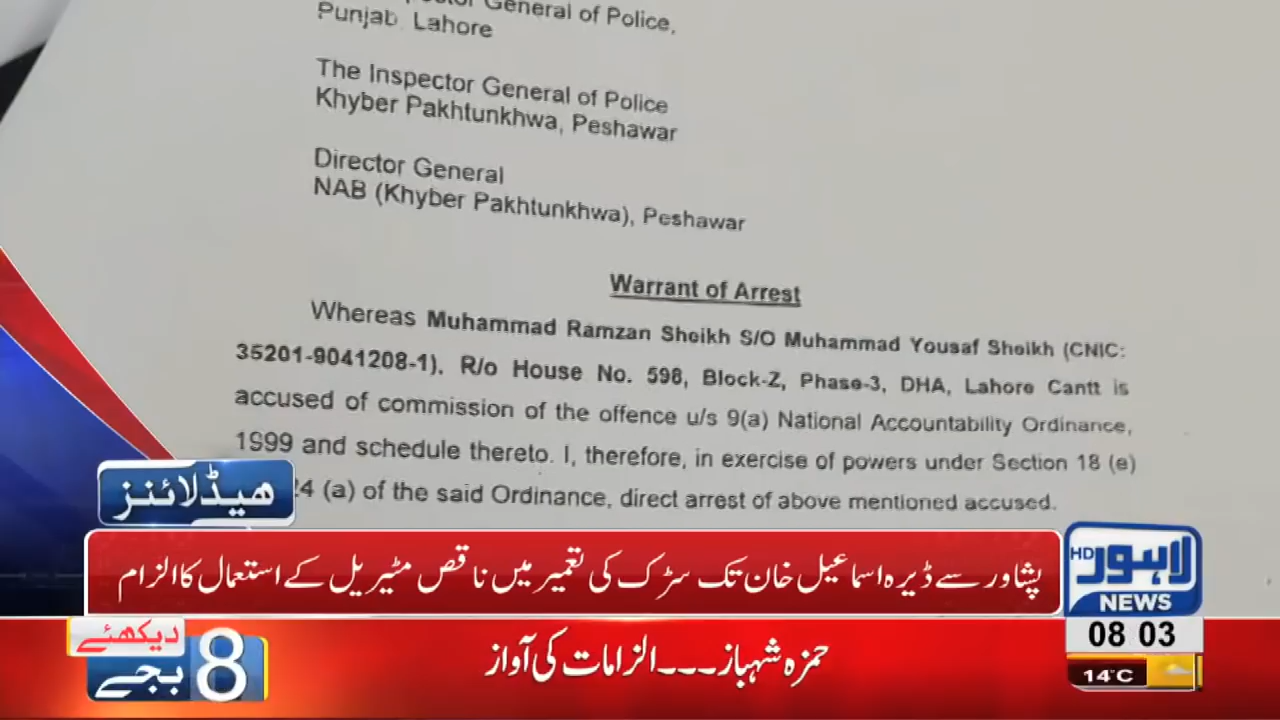 General of Police,
Punjab, Lahore
The Inspector General of Police
Khyber Pakhtunkhwa, Peshawar
Director General
NAB (Khyber Pakhtunkhwa), Peshawar
Warrant of Arrest
Whereas Muhammad Ramzan Sheikh S/O Muhammad Yousaf Sheikh (CNIC:
35201-9041208-1), R/o House No. 598, Block-Z, Phase-3, DHA, Lahore Cantt is
accused of commission of the offence u/s 9(a) National Accountability Ordinance,
1999 and schedule thereto. I, therefore, in exercise of powers under Section 18 (e)
24 (a) of the said Ordinance, direct arrest of above mentioned accused.
ھیڈلائنز
پشاور سے ڈیرہ اسماعیل خان تک سڑک کی تعمیر میں ناقص مٹیریل کے استعمال کا الزام
لاہور HD
NEWS
08 03
14°C
دیکھئے
8 بجے
حمزہ شہباز۔۔۔الزامات کی آواز